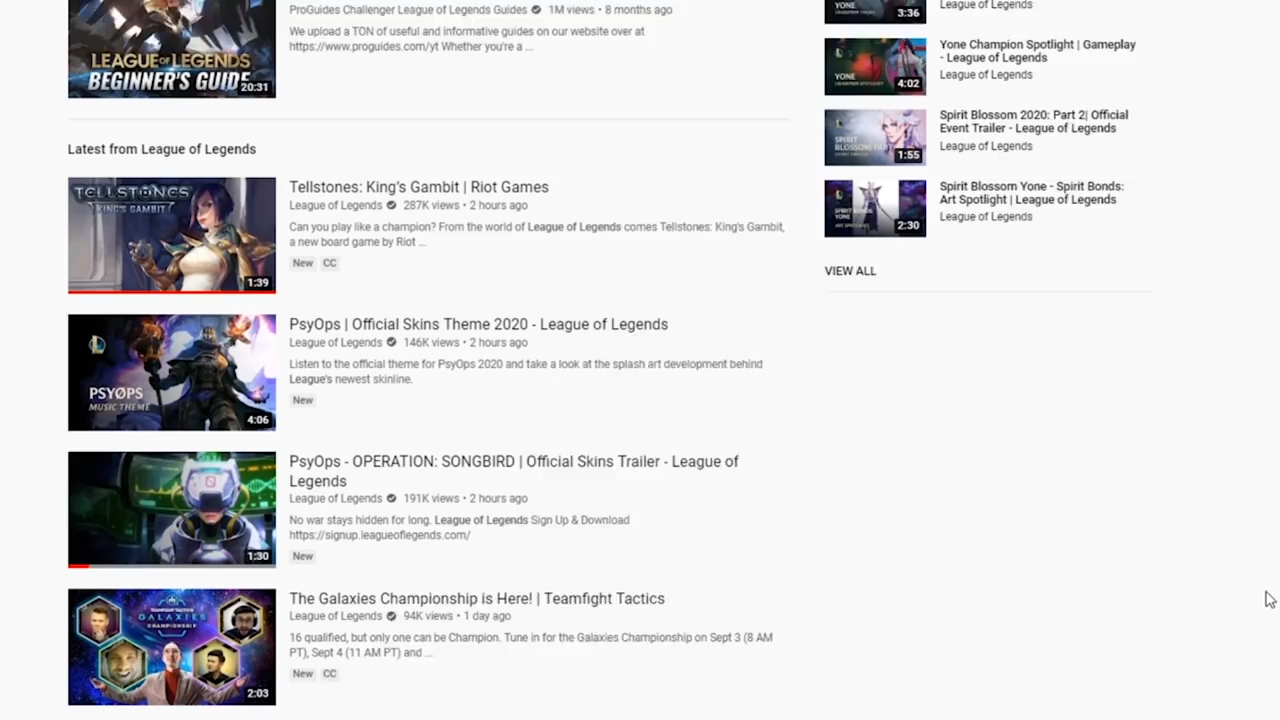 ProGuides Challenger League of Legends Guides 1M views • 8 months ago
We upload a TON of useful and informative guides on our website over at
https://www.proguides.com/yt Whether you're a ...
LEAGUE OF LEGENDS
BEGINNER'S GUIDE
20:31
Latest from League of Legends
TELLSTONES
KING'S GAMBIT
1:39
Tellstones: King's Gambit | Riot Games
League of Legends 287K views • 2 hours ago
Can you play like a champion? From the world of League of Legends comes Tellstones: King's Gambit,
a new board game by Riot ...
New CC
PSYØPS
MUSIC THEME
4:06
PsyOps | Official Skins Theme 2020 - League of Legends
League of Legends 146K views • 2 hours ago
Listen to the official theme for PsyOps 2020 and take a look at the splash art development behind
League's newest skinline.
New
1:30
PsyOps - OPERATION: SONGBIRD | Official Skins Trailer - League of
Legends
League of Legends 191K views • 2 hours ago
No war stays hidden for long. League of Legends Sign Up & Download
https://signup.leagueoflegends.com/
New
TEAMFIGHT TACTICS
GALAXIES
CHAMPIONSHIP
2:03
The Galaxies Championship is Here! | Teamfight Tactics
League of Legends 94K views • 1 day ago
16 qualified, but only one can be Champion. Tune in for the Galaxies Championship on Sept 3 (8 AM
PT), Sept 4 (11 AM PT) and ...
New CC
YONE
3:36
League of Legends
YONE
4:02
Yone Champion Spotlight | Gameplay
- League of Legends
League of Legends
SPIRIT
1:55
Spirit Blossom 2020: Part 2| Official
Event Trailer - League of Legends
League of Legends
SPIRIT BONDS
YONE
2:30
Spirit Blossom Yone - Spirit Bonds:
Art Spotlight | League of Legends
League of Legends
VIEW ALL